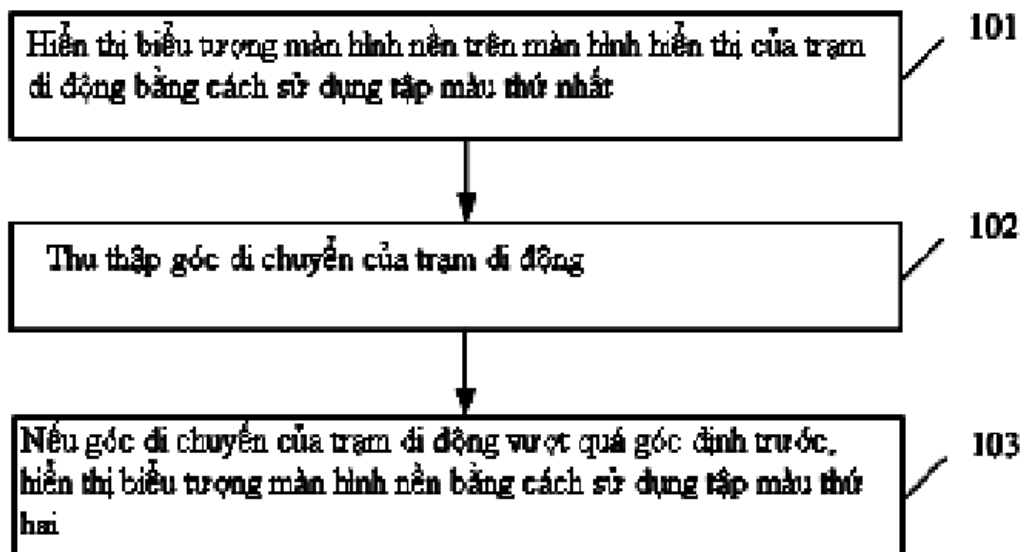 Hiển thị biểu tượng màn hình nền trên màn hình hiển thị của trạm
di động bằng cách sử dụng tập màu thứ nhất
101
Thu thập góc di chuyển của trạm di động
102
Nếu góc di chuyển của trạm di động vượt quá góc định trước,
hiển thị biểu tượng màn hình nền bằng cách sử dụng tập màu thứ
hai
103